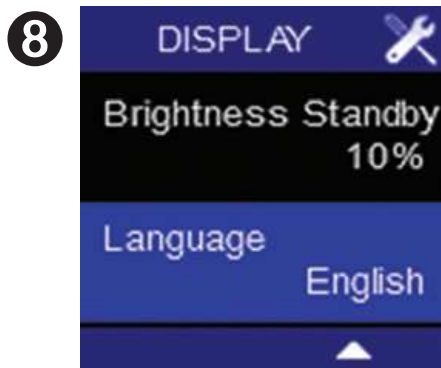 8
DISPLAY
Brightness Standby
10%
Language
English